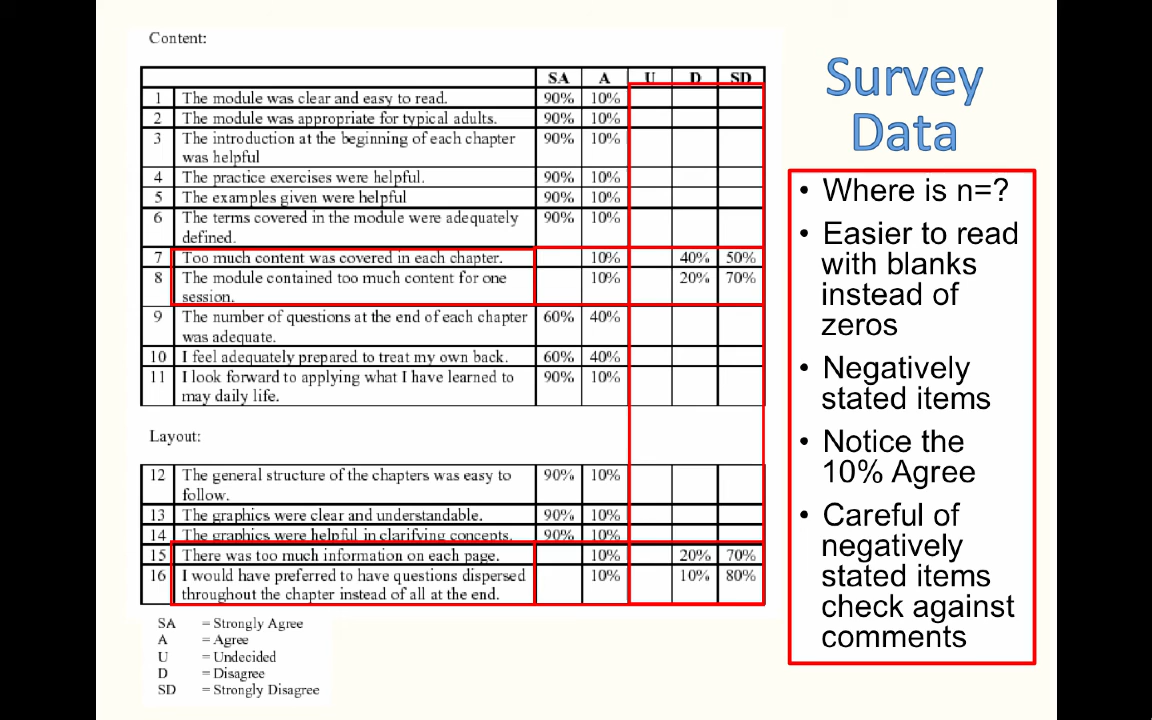 Content:
SA A U D SD
1 The module was clear and easy to read. 90% 10%
2 The module was appropriate for typical adults. 90% 10%
3 The introduction at the beginning of each chapter 90% 10%
was helpful
4 The practice exercises were helpful. 90% 10%
5 The examples given were helpful 90% 10%
6 The terms covered in the module were adequately 90% 10%
defined.
7 Too much content was covered in each chapter. 10% 40% 50%
8 The module contained too much content for one 10% 20% 70%
session.
9 The number of questions at the end of each chapter 60% 40%
was adequate.
10 I feel adequately prepared to treat my own back. 60% 40%
11 I look forward to applying what I have learned to 90% 10%
may daily life.
Layout:
12 The general structure of the chapters was easy to 90% 10%
follow.
13 The graphics were clear and understandable. 90% 10%
14 The graphics were helpful in clarifying concepts. 90% 10%
15 There was too much information on each page. 10% 20% 70%
16 I would have preferred to have questions dispersed 10% 10% 80%
throughout the chapter instead of all at the end.
SA = Strongly Agree
A = Agree
U = Undecided
D = Disagree
SD = Strongly Disagree
Survey
Data
• Where is n=?
• Easier to read
with blanks
instead of
zeros
• Negatively
stated items
• Notice the
10% Agree
• Careful of
negatively
stated items
check against
comments